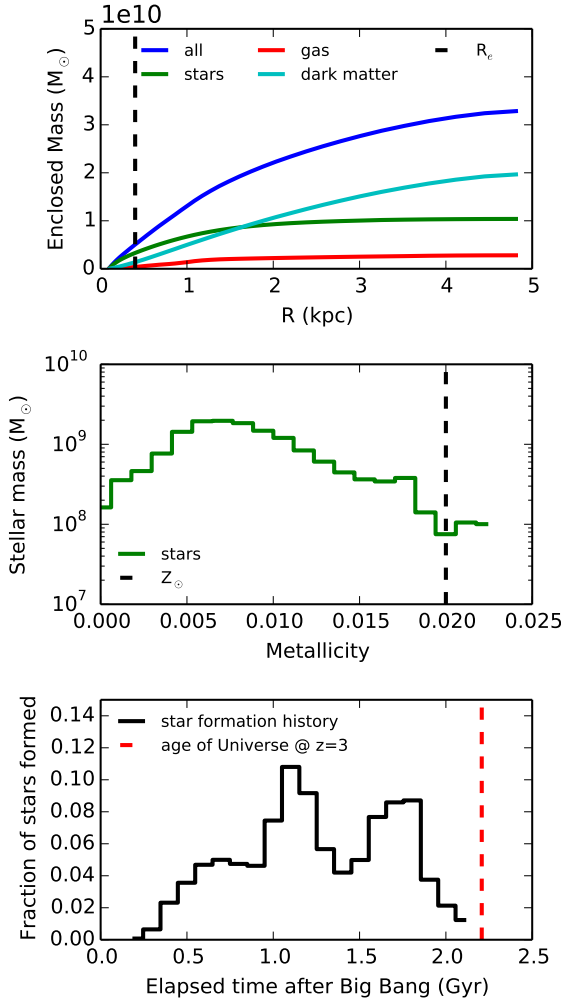 1e10
5
4
3
2
1
0
Enclosed Mass (M☉)
all
stars
gas
dark matter
Rₑ
0 1 2 3 4 5
R (kpc)
10¹⁰
10⁹
10⁸
10⁷
Stellar mass (M☉)
stars
Z☉
0.000 0.005 0.010 0.015 0.020 0.025
Metallicity
0.14
0.12
0.10
0.08
0.06
0.04
0.02
0.00
Fraction of stars formed
star formation history
age of Universe @ z=3
0.0 0.5 1.0 1.5 2.0 2.5
Elapsed time after Big Bang (Gyr)